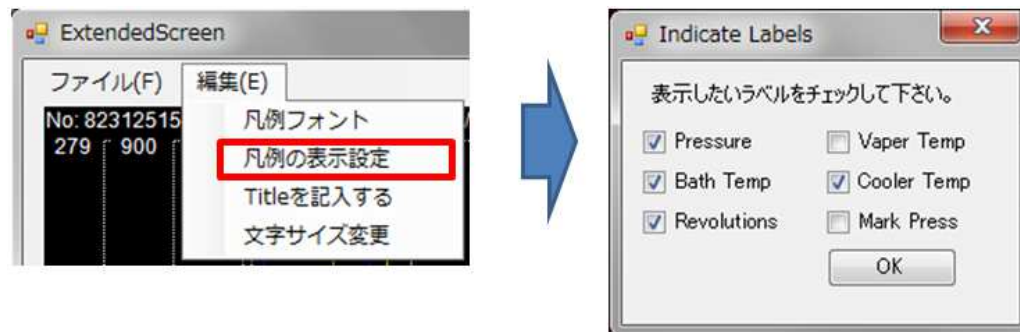 ExtendedScreen
ファイル(F) 編集(E)
No: 82312515
279 900
凡例フォント
凡例の表示設定
Titleを記入する
文字サイズ変更
Indicate Labels
表示したいラベルをチェックして下さい。
Pressure Vaper Temp
Bath Temp Cooler Temp
Revolutions Mark Press
OK